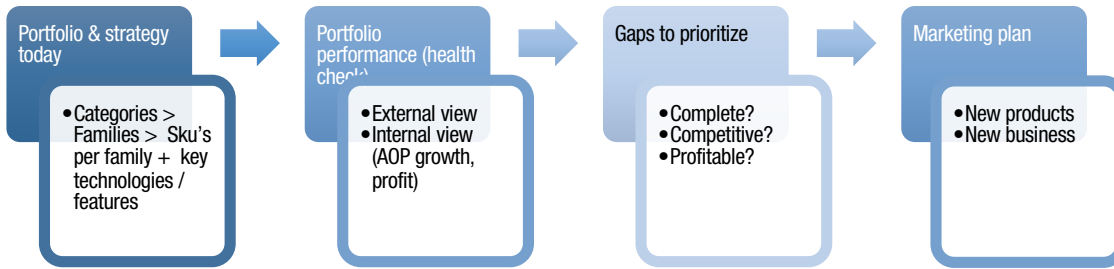 Portfolio & strategy
today
•Categories >
Families > Sku's
per family + key
technologies /
features
Portfolio
performance (health
check)
•External view
•Internal view
(AOP growth,
profit)
Gaps to prioritize
•Complete?
•Competitive?
•Profitable?
Marketing plan
•New products
•New business